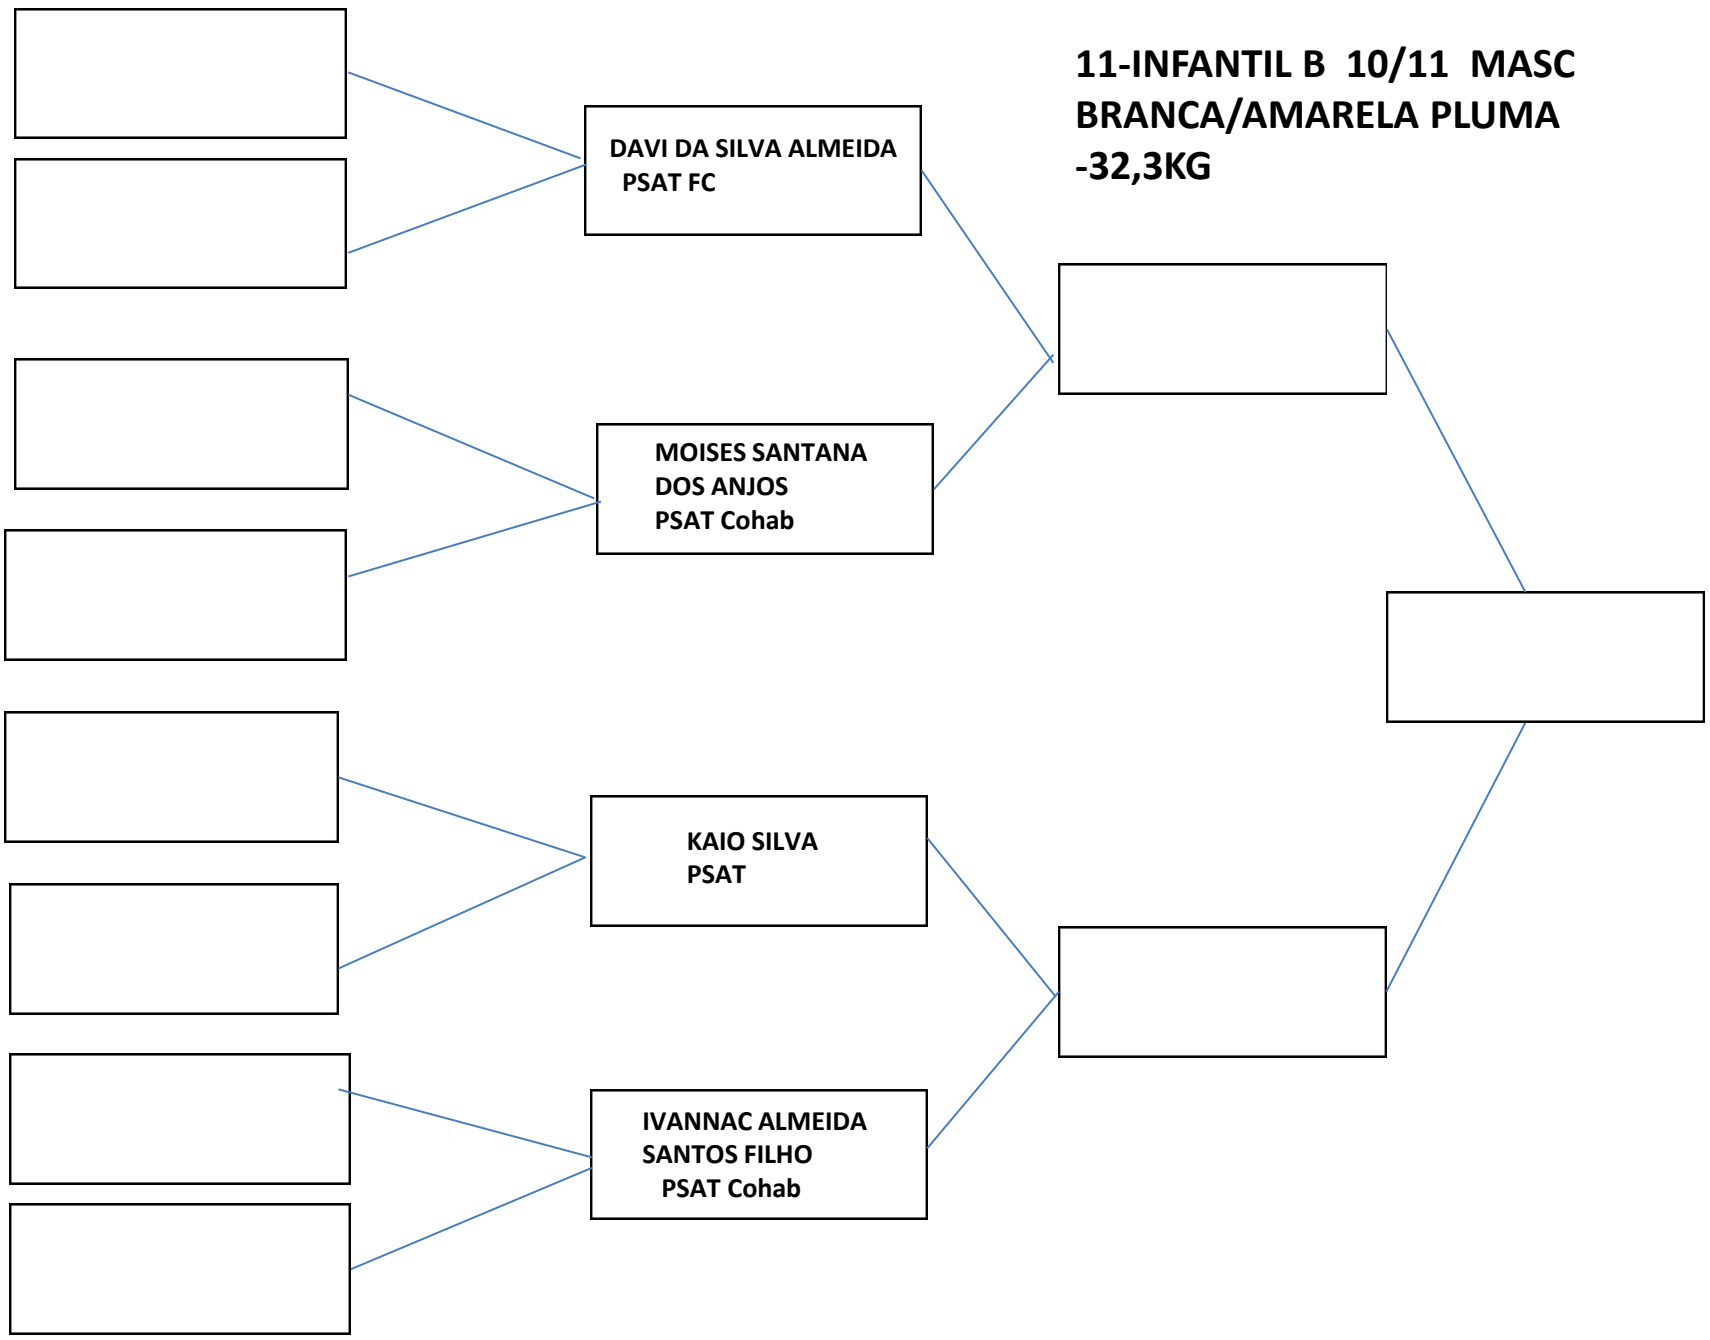 11-INFANTIL B 10/11 MASC
BRANCA/AMARELA PLUMA
-32,3KG
DAVI DA SILVA ALMEIDA
PSAT FC
MOISES SANTANA
DOS ANJOS
PSAT Cohab
KAIO SILVA
PSAT
IVANNAC ALMEIDA
SANTOS FILHO
PSAT Cohab